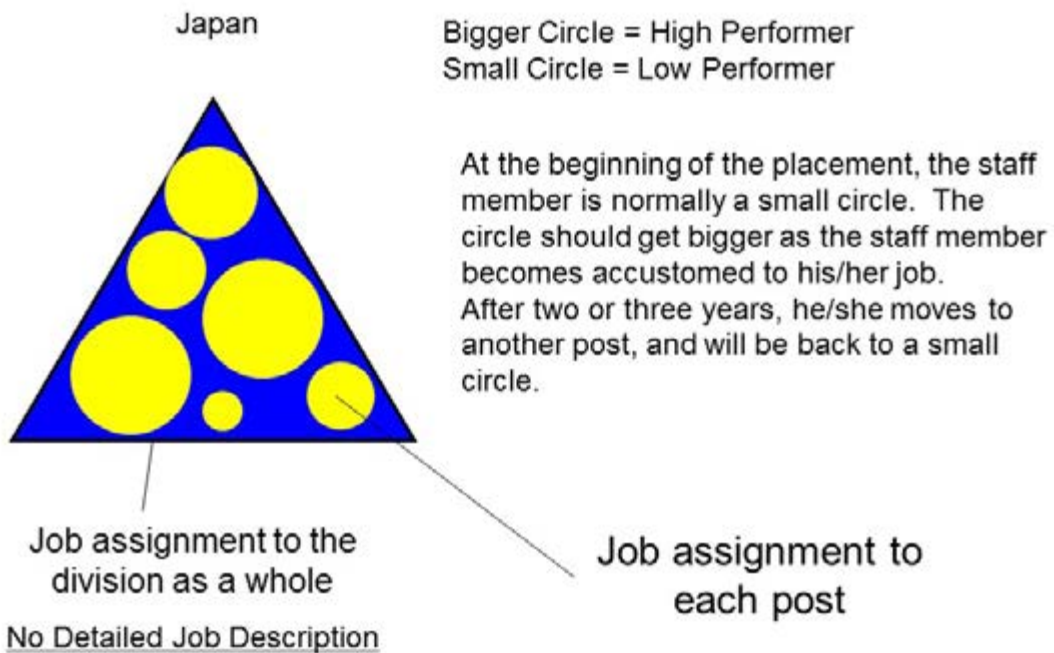 Japan
Bigger Circle = High Performer
Small Circle = Low Performer
At the beginning of the placement, the staff
member is normally a small circle. The
circle should get bigger as the staff member
becomes accustomed to his/her job.
After two or three years, he/she moves to
another post, and will be back to a small
circle.
Job assignment to the
division as a whole
No Detailed Job Description
Job assignment to
each post